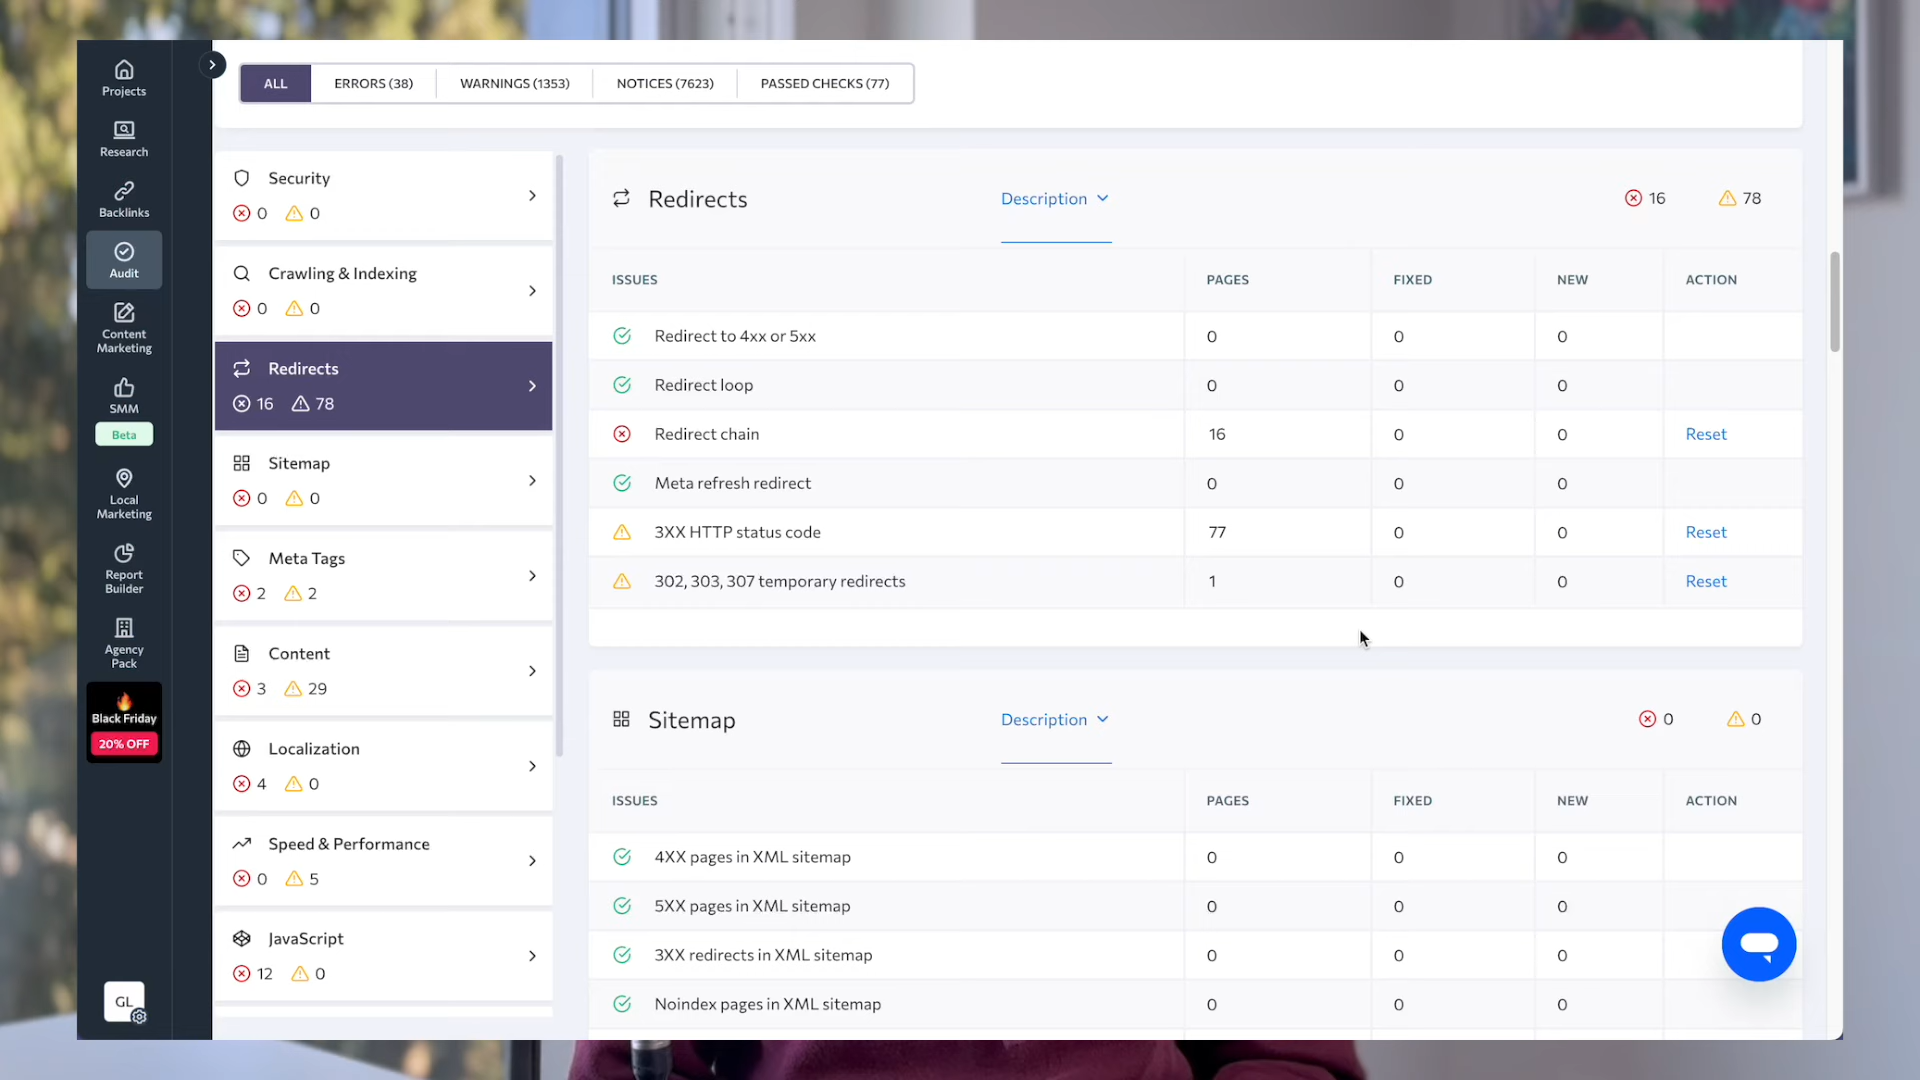 Projects
Research
Backlinks
Audit
Content
Marketing
SMM
Beta
Local
Marketing
Report
Builder
Agency
Pack
Black Friday
20% OFF
GL
ALL
ERRORS (38)
WARNINGS (1353)
NOTICES (7623)
PASSED CHECKS (77)
Security
0 0
Crawling & Indexing
0 0
Redirects
16 78
Sitemap
0 0
Meta Tags
2 2
Content
3 29
Localization
4 0
Speed & Performance
0 5
JavaScript
12 0
Redirects Description 16 78
ISSUES PAGES FIXED NEW ACTION
Redirect to 4xx or 5xx 0 0 0
Redirect loop 0 0 0
Redirect chain 16 0 0 Reset
Meta refresh redirect 0 0 0
3XX HTTP status code 77 0 0 Reset
302, 303, 307 temporary redirects 1 0 0 Reset
Sitemap Description 0 0
ISSUES PAGES FIXED NEW ACTION
4XX pages in XML sitemap 0 0 0
5XX pages in XML sitemap 0 0 0
3XX redirects in XML sitemap 0 0 0
Noindex pages in XML sitemap 0 0 0